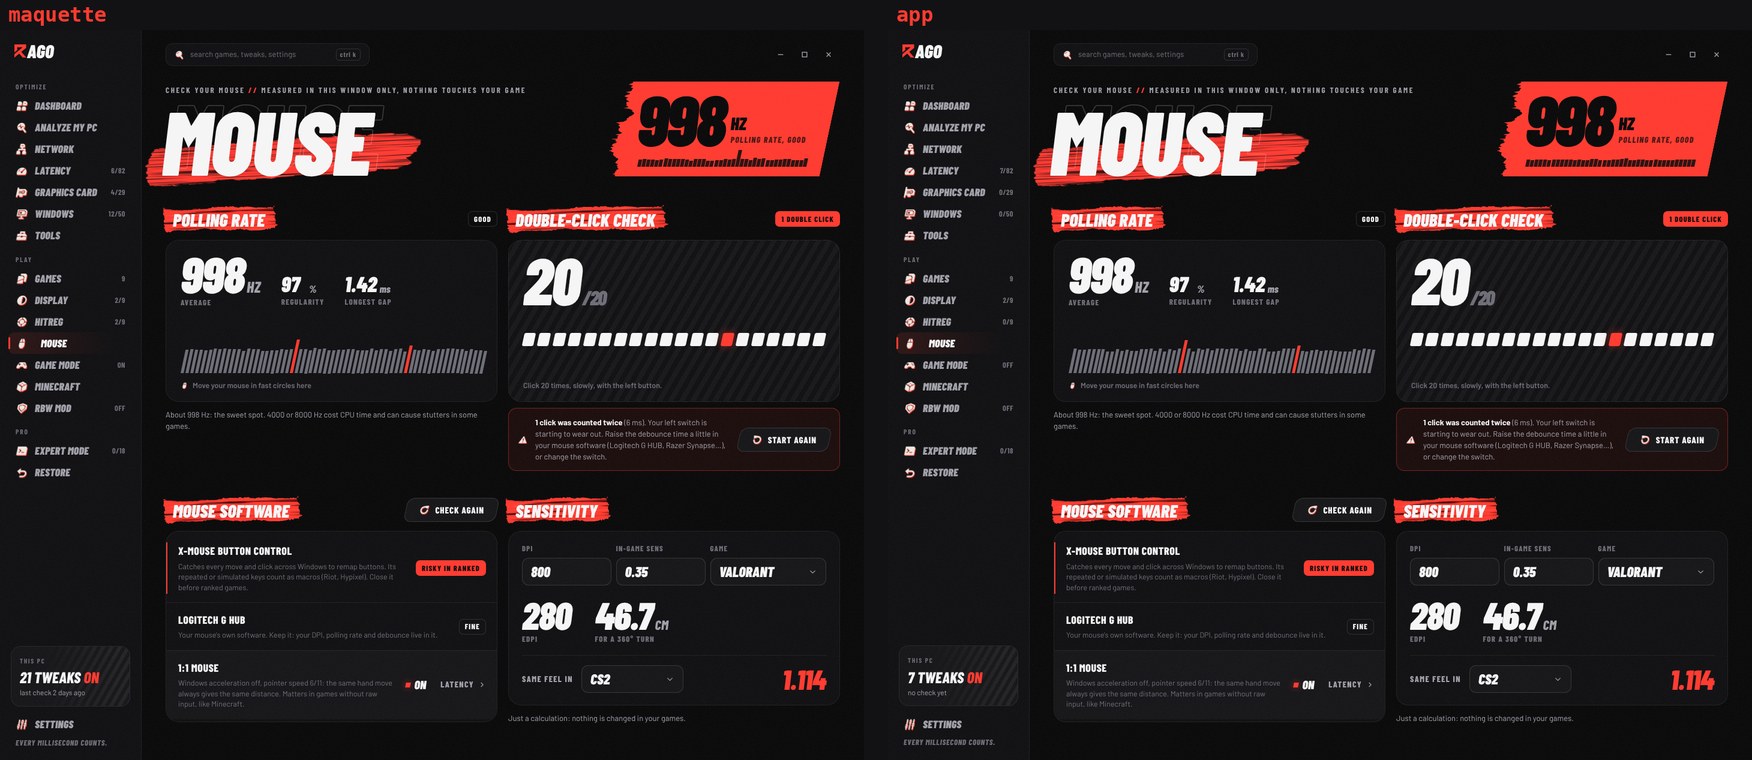 maquette
AGO
OPTIMIZE
DASHBOARD
ANALYZE MY PC
NETWORK
LATENCY 6/82
GRAPHICS CARD 4/29
WINDOWS 12/50
TOOLS
PLAY
GAMES 9
DISPLAY 2/9
HITREG 2/9
MOUSE
GAME MODE ON
MINECRAFT
RBW MOD OFF
PRO
EXPERT MODE 0/18
RESTORE
THIS PC
21 TWEAKS ON
last check 2 days ago
SETTINGS
EVERY MILLISECOND COUNTS.
search games, tweaks, settings ctrl k
CHECK YOUR MOUSE // MEASURED IN THIS WINDOW ONLY, NOTHING TOUCHES YOUR GAME
MOUSE
998 HZ
POLLING RATE, GOOD
POLLING RATE GOOD
998 HZ 97 % 1.42 ms
AVERAGE REGULARITY LONGEST GAP
Move your mouse in fast circles here
About 998 Hz: the sweet spot. 4000 or 8000 Hz cost CPU time and can cause stutters in some
games.
DOUBLE-CLICK CHECK 1 DOUBLE CLICK
20 /20
Click 20 times, slowly, with the left button.
1 click was counted twice (6 ms). Your left switch is
starting to wear out. Raise the debounce time a little in
your mouse software (Logitech G HUB, Razer Synapse...),
or change the switch.
START AGAIN
MOUSE SOFTWARE CHECK AGAIN
X-MOUSE BUTTON CONTROL
Catches every move and click across Windows to remap buttons. Its
repeated or simulated keys count as macros (Riot, Hypixel). Close it
before ranked games.
RISKY IN RANKED
LOGITECH G HUB
Your mouse's own software. Keep it: your DPI, polling rate and debounce live in it.
FINE
1:1 MOUSE
Windows acceleration off, pointer speed 6/11: the same hand move
always gives the same distance. Matters in games without raw
input, like Minecraft.
ON LATENCY
SENSITIVITY
DPI IN-GAME SENS GAME
800 0.35 VALORANT
280 46.7 CM
EDPI FOR A 360° TURN
SAME FEEL IN CS2 1.114
Just a calculation: nothing is changed in your games.
app
AGO
OPTIMIZE
DASHBOARD
ANALYZE MY PC
NETWORK
LATENCY 7/82
GRAPHICS CARD 0/29
WINDOWS 0/50
TOOLS
PLAY
GAMES 9
DISPLAY 2/9
HITREG 0/9
MOUSE
GAME MODE OFF
MINECRAFT
RBW MOD OFF
PRO
EXPERT MODE 0/18
RESTORE
THIS PC
7 TWEAKS ON
no check yet
SETTINGS
EVERY MILLISECOND COUNTS.
search games, tweaks, settings ctrl k
CHECK YOUR MOUSE // MEASURED IN THIS WINDOW ONLY, NOTHING TOUCHES YOUR GAME
MOUSE
998 HZ
POLLING RATE, GOOD
POLLING RATE GOOD
998 HZ 97 % 1.42 ms
AVERAGE REGULARITY LONGEST GAP
Move your mouse in fast circles here
About 998 Hz: the sweet spot. 4000 or 8000 Hz cost CPU time and can cause stutters in some
games.
DOUBLE-CLICK CHECK 1 DOUBLE CLICK
20 /20
Click 20 times, slowly, with the left button.
1 click was counted twice (6 ms). Your left switch is
starting to wear out. Raise the debounce time a little in
your mouse software (Logitech G HUB, Razer Synapse...),
or change the switch.
START AGAIN
MOUSE SOFTWARE CHECK AGAIN
X-MOUSE BUTTON CONTROL
Catches every move and click across Windows to remap buttons. Its
repeated or simulated keys count as macros (Riot, Hypixel). Close it
before ranked games.
RISKY IN RANKED
LOGITECH G HUB
Your mouse's own software. Keep it: your DPI, polling rate and debounce live in it.
FINE
1:1 MOUSE
Windows acceleration off, pointer speed 6/11: the same hand move
always gives the same distance. Matters in games without raw
input, like Minecraft.
ON LATENCY
SENSITIVITY
DPI IN-GAME SENS GAME
800 0.35 VALORANT
280 46.7 CM
EDPI FOR A 360° TURN
SAME FEEL IN CS2 1.114
Just a calculation: nothing is changed in your games.